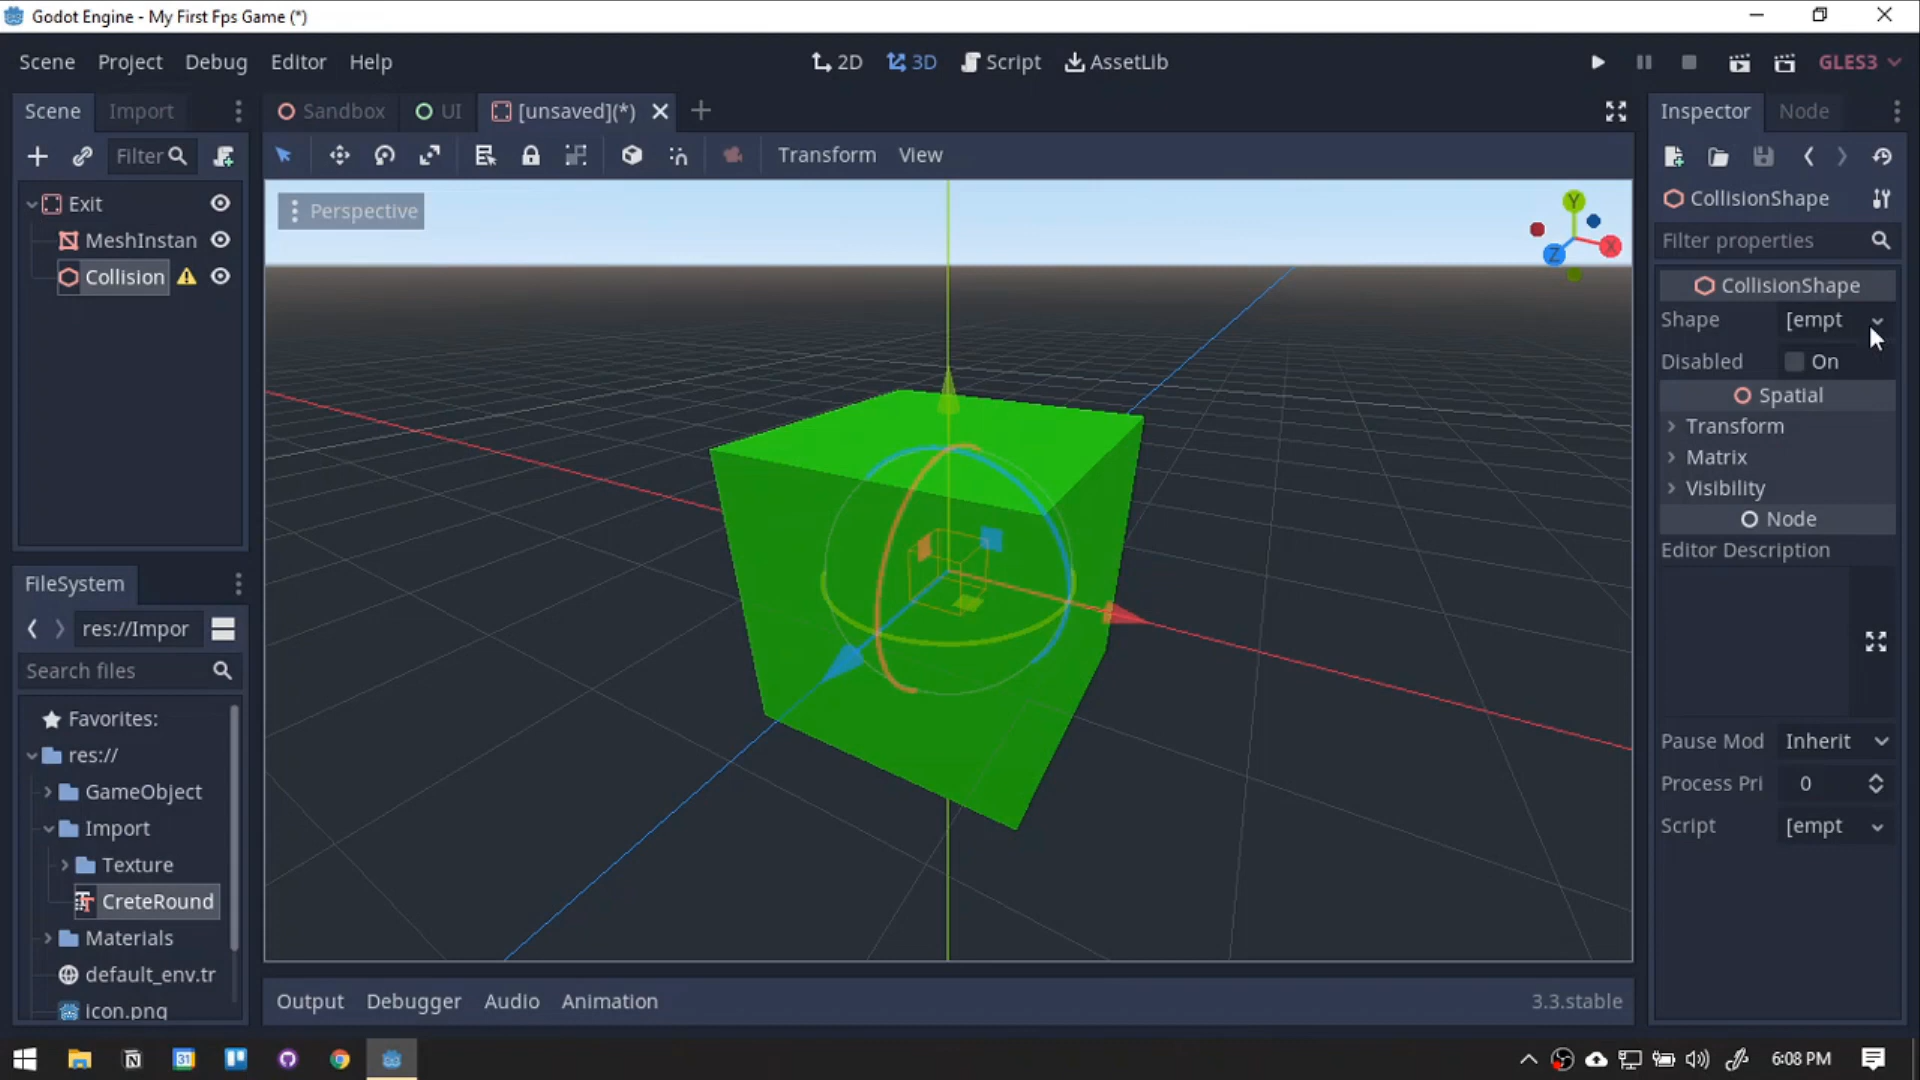 Godot Engine - My First Fps Game (*)
Scene Project Debug Editor Help
2D 3D Script AssetLib
GLES3
Scene Import
Sandbox UI [unsaved](*)
Inspector Node
Filter
Transform View
Exit
MeshInstan
Collision
Perspective
Y
X
Z
CollisionShape
Filter properties
CollisionShape
Shape [empt
Disabled On
Spatial
Transform
Matrix
Visibility
Node
Editor Description
Pause Mod Inherit
Process Pri 0
Script [empt
FileSystem
res://Impor
Search files
Favorites:
res://
GameObject
Import
Texture
CreteRound
Materials
default_env.tr
icon.png
Output Debugger Audio Animation
3.3.stable
31
6:08 PM